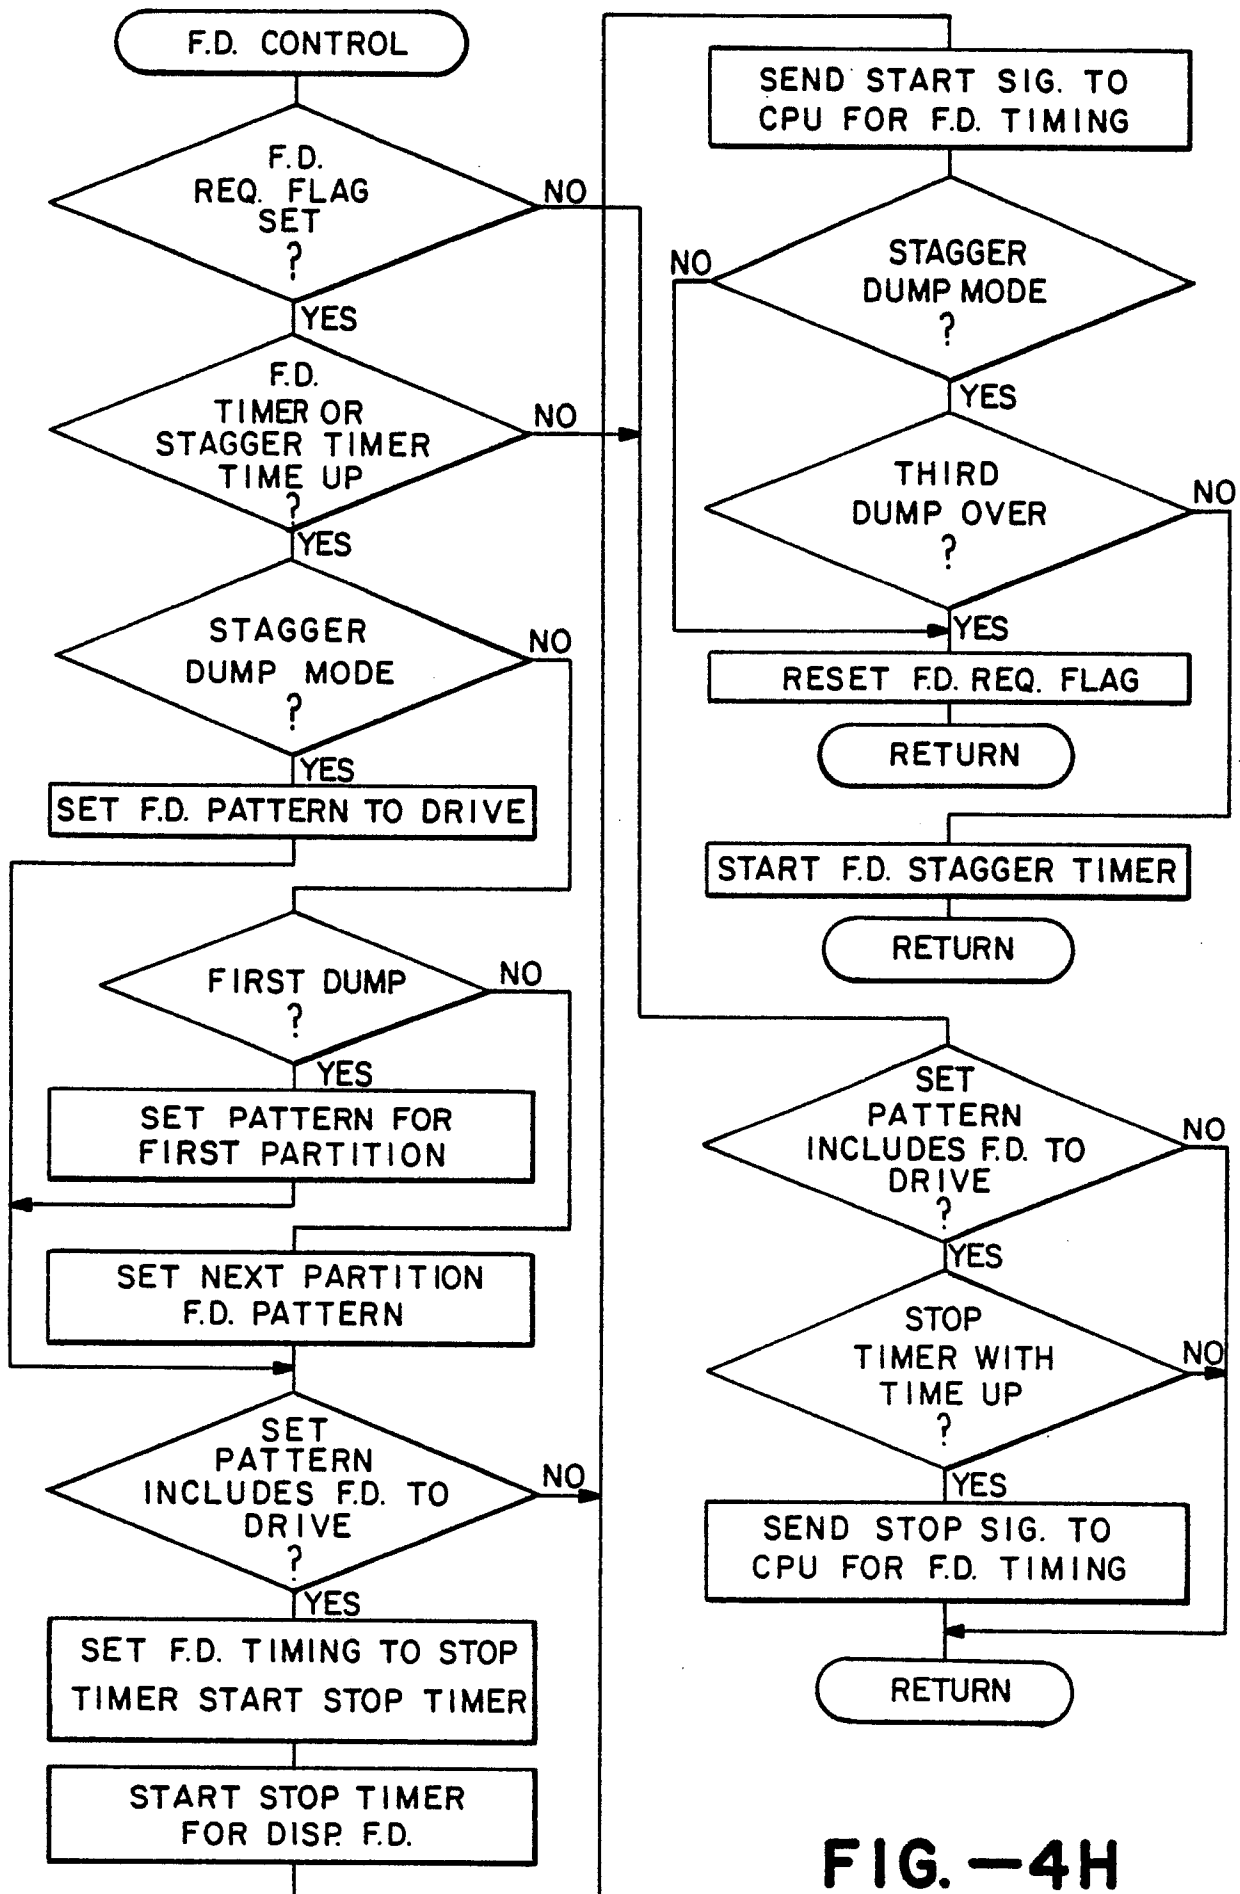 F.D. CONTROL
F.D.
REQ. FLAG
SET
?
NO
YES
F.D.
TIMER OR
STAGGER TIMER
TIME UP
?
NO
YES
STAGGER
DUMP MODE
?
NO
YES
SET F.D. PATTERN TO DRIVE
FIRST DUMP
?
NO
YES
SET PATTERN FOR
FIRST PARTITION
SET NEXT PARTITION
F.D. PATTERN
SET
PATTERN
INCLUDES F.D. TO
DRIVE
?
NO
YES
SET F.D. TIMING TO STOP
TIMER START STOP TIMER
START STOP TIMER
FOR DISP. F.D.
SEND START SIG. TO
CPU FOR F.D. TIMING
STAGGER
DUMP MODE
?
NO
YES
THIRD
DUMP OVER
?
NO
YES
RESET F.D. REQ. FLAG
RETURN
START F.D. STAGGER TIMER
RETURN
SET
PATTERN
INCLUDES F.D. TO
DRIVE
?
NO
YES
STOP
TIMER WITH
TIME UP
?
NO
YES
SEND STOP SIG. TO
CPU FOR F.D. TIMING
RETURN
FIG.—4H